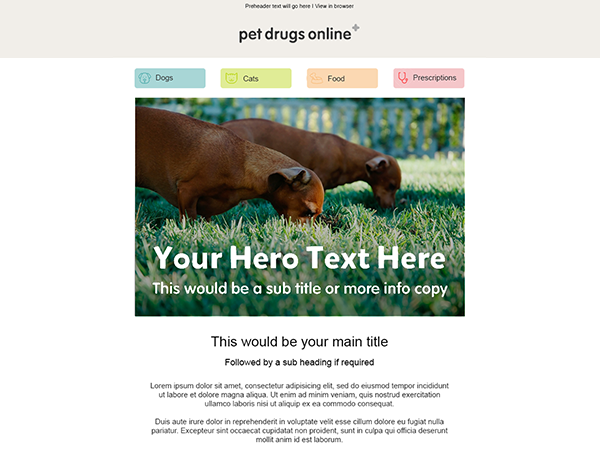 Preheader text will go here I View in browser
pet drugs online
Dogs
Cats
Food
Prescriptions
Your Hero Text Here
This would be a sub title or more info copy
This would be your main title
Followed by a sub heading if required
Lorem ipsum dolor sit amet, consectetur adipisicing elit, sed do eiusmod tempor incididunt
ut labore et dolore magna aliqua. Ut enim ad minim veniam, quis nostrud exercitation
ullamco laboris nisi ut aliquip ex ea commodo consequat.
Duis aute irure dolor in reprehenderit in voluptate velit esse cillum dolore eu fugiat nulla
pariatur. Excepteur sint occaecat cupidatat non proident, sunt in culpa qui officia deserunt
mollit anim id est laborum.